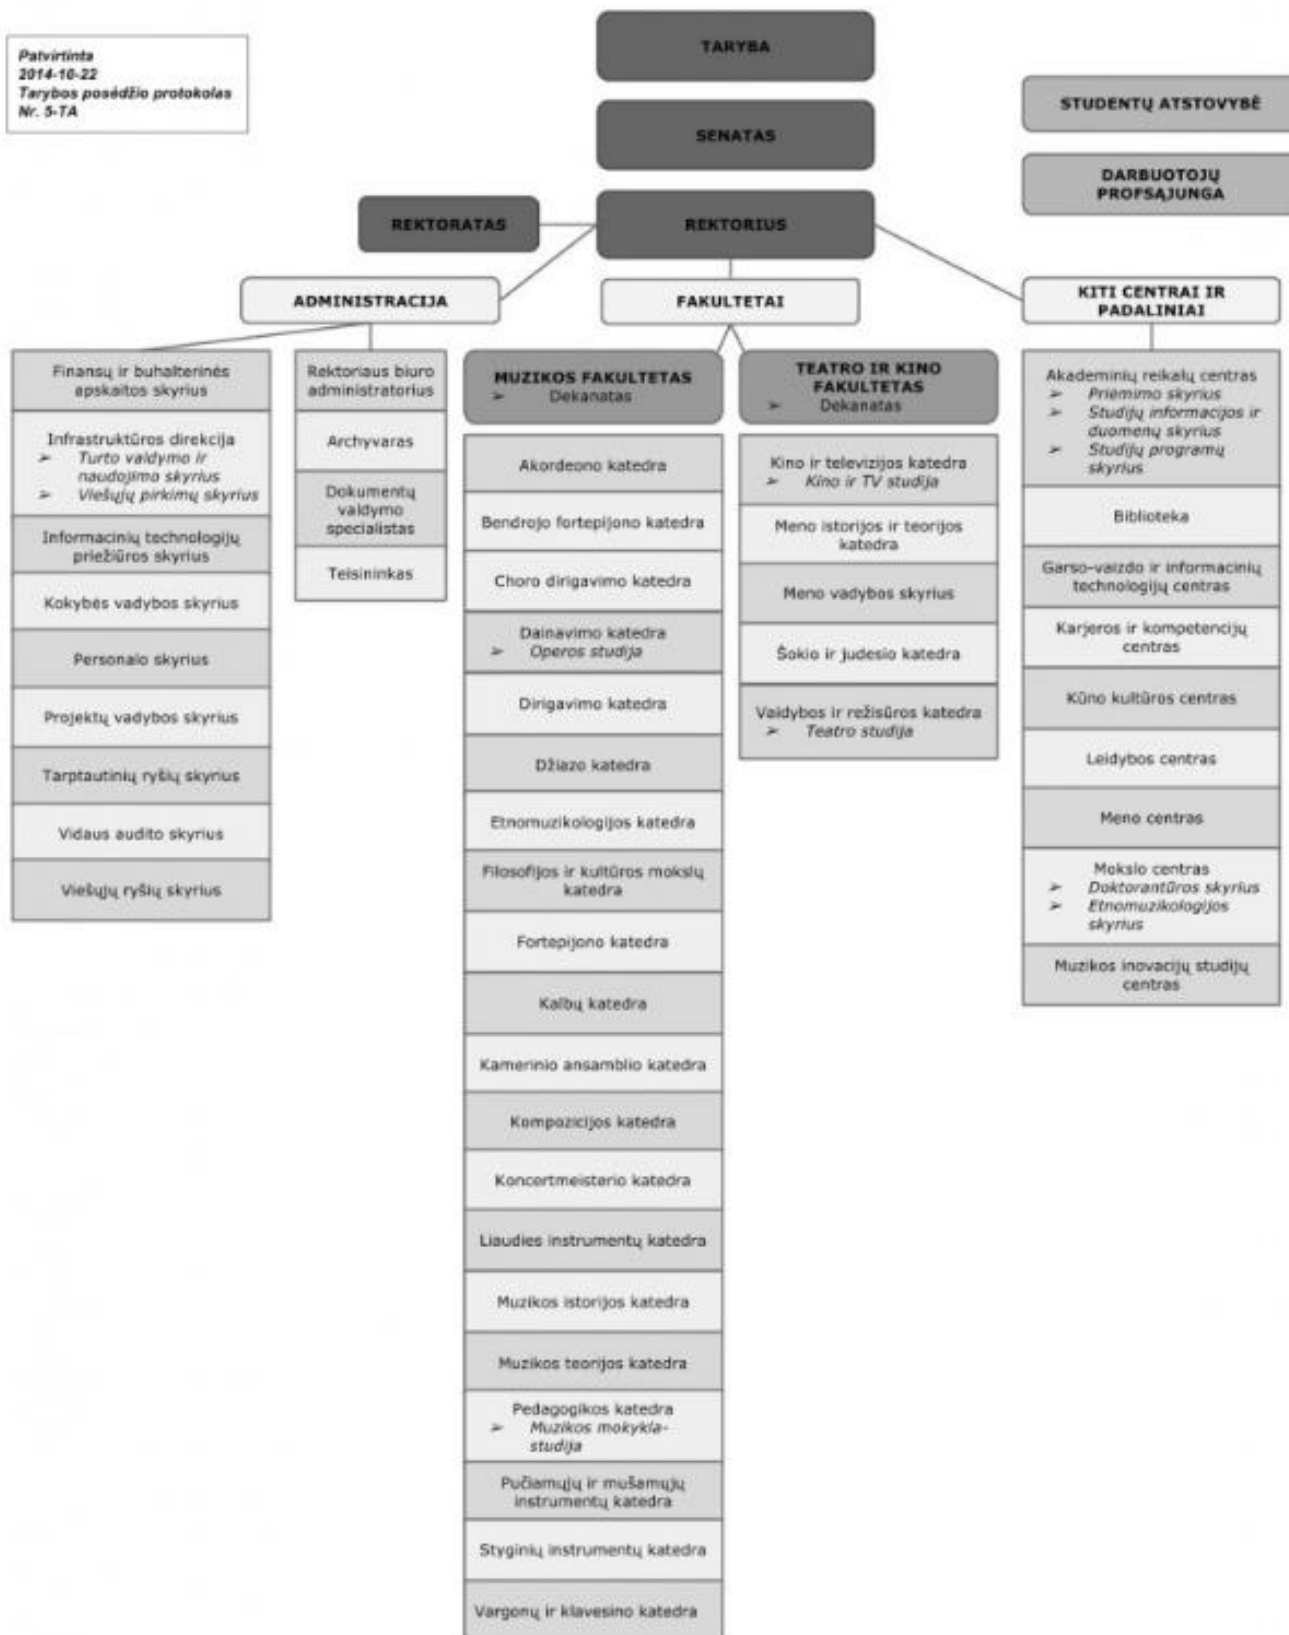 Patvirtinta
2014-10-22
Tarybos posėdžio protokolas
Nr. 5-TA
TARYBA
SENATAS
STUDENTŲ ATSTOVYBĖ
DARBUOTOJŲ
PROFSĄJUNGA
REKTORATAS
REKTORIUS
ADMINISTRACIJA
FAKULTETAI
KITI CENTRAI IR
PADALINIAI
Finansų ir buhalterinės
apskaitos skyrius
Infrastruktūros direkcija
➢ Turto valdymo ir
naudojimo skyrius
➢ Viešųjų pirkimų skyrius
Informacinių technologijų
priežiūros skyrius
Kokybės vadybos skyrius
Personalo skyrius
Projektų vadybos skyrius
Tarptautinių ryšių skyrius
Vidaus audito skyrius
Viešųjų ryšių skyrius
Rektoriaus biuro
administratorius
Archyvaras
Dokumentų
valdymo
specialistas
Teisininkas
MUZIKOS FAKULTETAS
➢ Dekanatas
Akordeono katedra
Bendrojo fortepijono katedra
Choro dirigavimo katedra
Dainavimo katedra
➢ Operos studija
Dirigavimo katedra
Džiazo katedra
Etnomuzikologijos katedra
Filosofijos ir kultūros mokslų
katedra
Fortepijono katedra
Kalbų katedra
Kamerinio ansamblio katedra
Kompozicijos katedra
Koncertmeisterio katedra
Liaudies instrumentų katedra
Muzikos istorijos katedra
Muzikos teorijos katedra
Pedagogikos katedra
➢ Muzikos mokykla-
studija
Pučiamųjų ir mušamųjų
instrumentų katedra
Styginių instrumentų katedra
Vargonų ir klavesino katedra
TEATRO IR KINO
FAKULTETAS
➢ Dekanatas
Kino ir televizijos katedra
➢ Kino ir TV studija
Meno istorijos ir teorijos
katedra
Meno vadybos skyrius
Šokio ir judesio katedra
Vaidybos ir režisūros katedra
➢ Teatro studija
Akademinių reikalų centras
➢ Priėmimo skyrius
➢ Studijų informacijos ir
duomenų skyrius
➢ Studijų programų
skyrius
Biblioteka
Garso-vaizdo ir informacinių
technologijų centras
Karjeros ir kompetencijų
centras
Kūno kultūros centras
Leidybos centras
Meno centras
Mokslo centras
➢ Doktorantūros skyrius
➢ Etnomuzikologijos
skyrius
Muzikos inovacijų studijų
centras